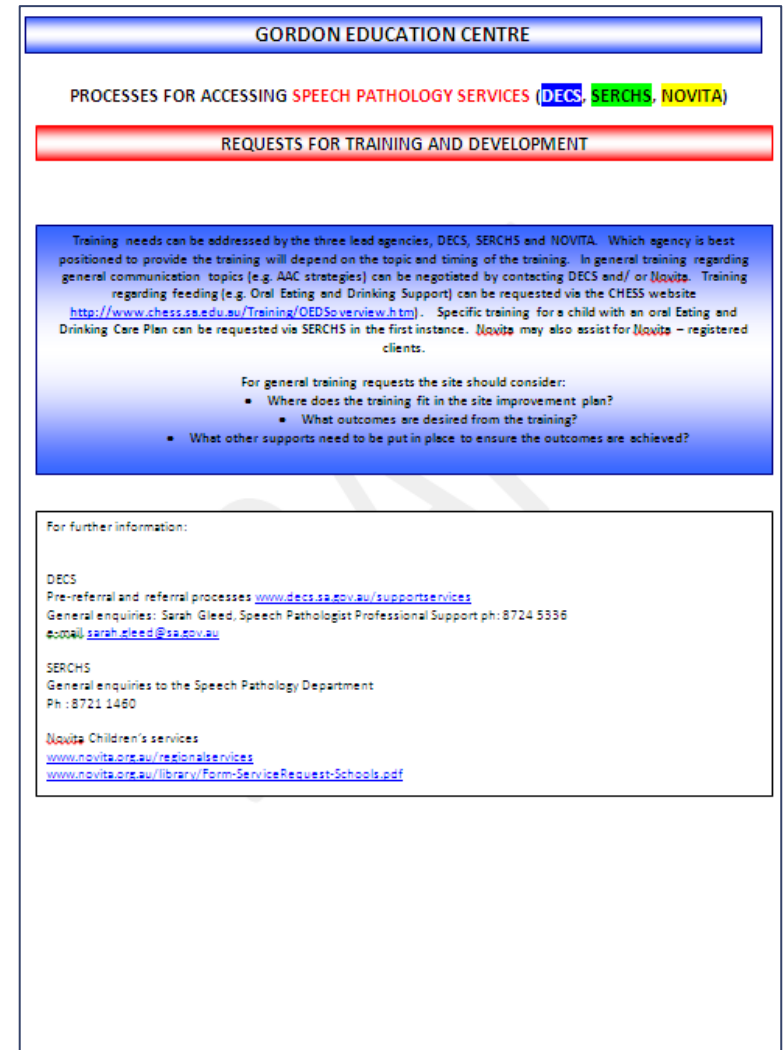 GORDON EDUCATION CENTRE
PROCESSES FOR ACCESSING SPEECH PATHOLOGY SERVICES (DECS, SERCHS, NOVITA)
REQUESTS FOR TRAINING AND DEVELOPMENT
Training needs can be addressed by the three lead agencies, DECS, SERCHS and NOVITA. Which agency is best
positioned to provide the training will depend on the topic and timing of the training. In general training regarding
general communication topics (e.g. AAC strategies) can be negotiated by contacting DECS and/ or Novita. Training
regarding feeding (e.g. Oral Eating and Drinking Support) can be requested via the CHESS website
http://www.chess.sa.edu.au/Training/OEDSoverview.htm). Specific training for a child with an oral Eating and
Drinking Care Plan can be requested via SERCHS in the first instance. Novita may also assist for Novita – registered
clients.
For general training requests the site should consider:
• Where does the training fit in the site improvement plan?
• What outcomes are desired from the training?
• What other supports need to be put in place to ensure the outcomes are achieved?
For further information:
DECS
Pre-referral and referral processes www.decs.sa.gov.au/supportservices
General enquiries: Sarah Gleed, Speech Pathologist Professional Support ph: 8724 5336
e-mail sarah.gleed@sa.gov.au
SERCHS
General enquiries to the Speech Pathology Department
Ph : 8721 1460
Novita Children's services
www.novita.org.au/regionalservices
www.novita.org.au/library/Form-ServiceRequest-Schools.pdf